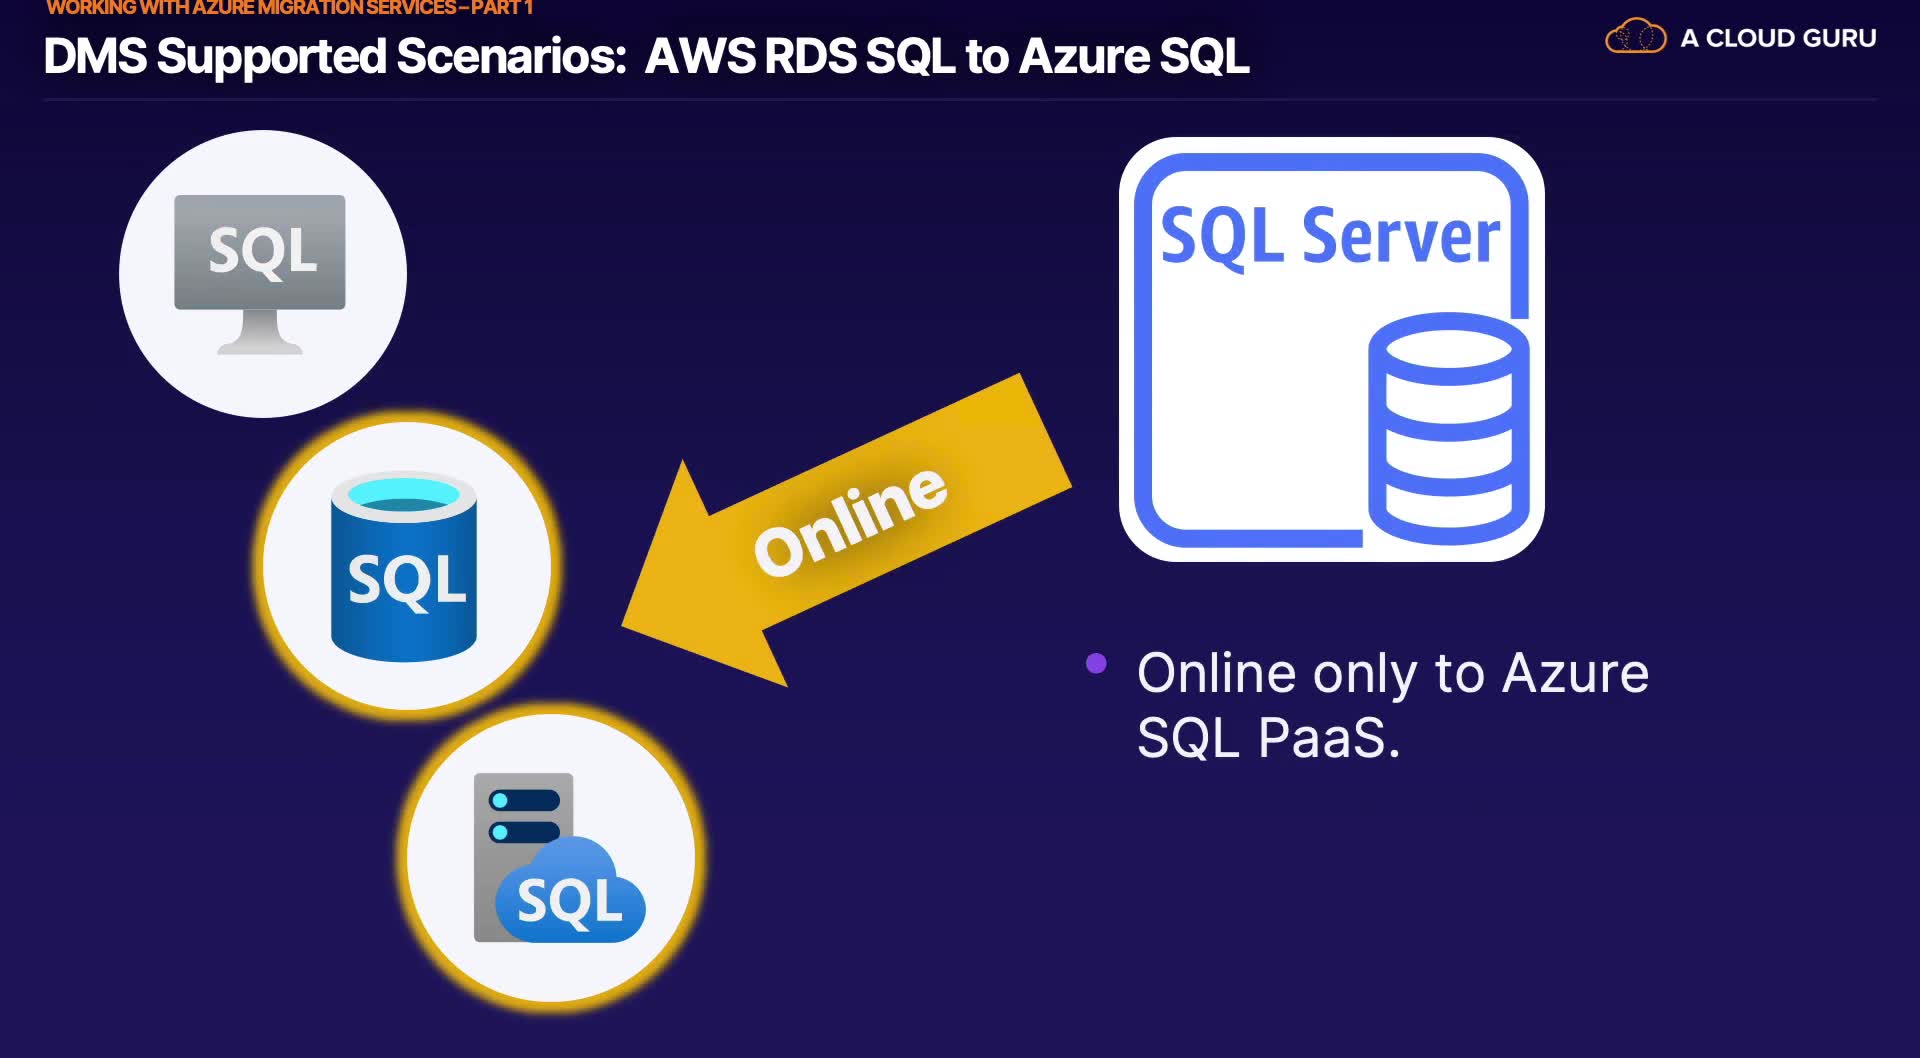 WORKING WITH AZURE MIGRATION SERVICES – PART 1
DMS Supported Scenarios: AWS RDS SQL to Azure SQL
A CLOUD GURU
SQL
SQL Server
Online
SQL
Online only to Azure
SQL PaaS.
SQL